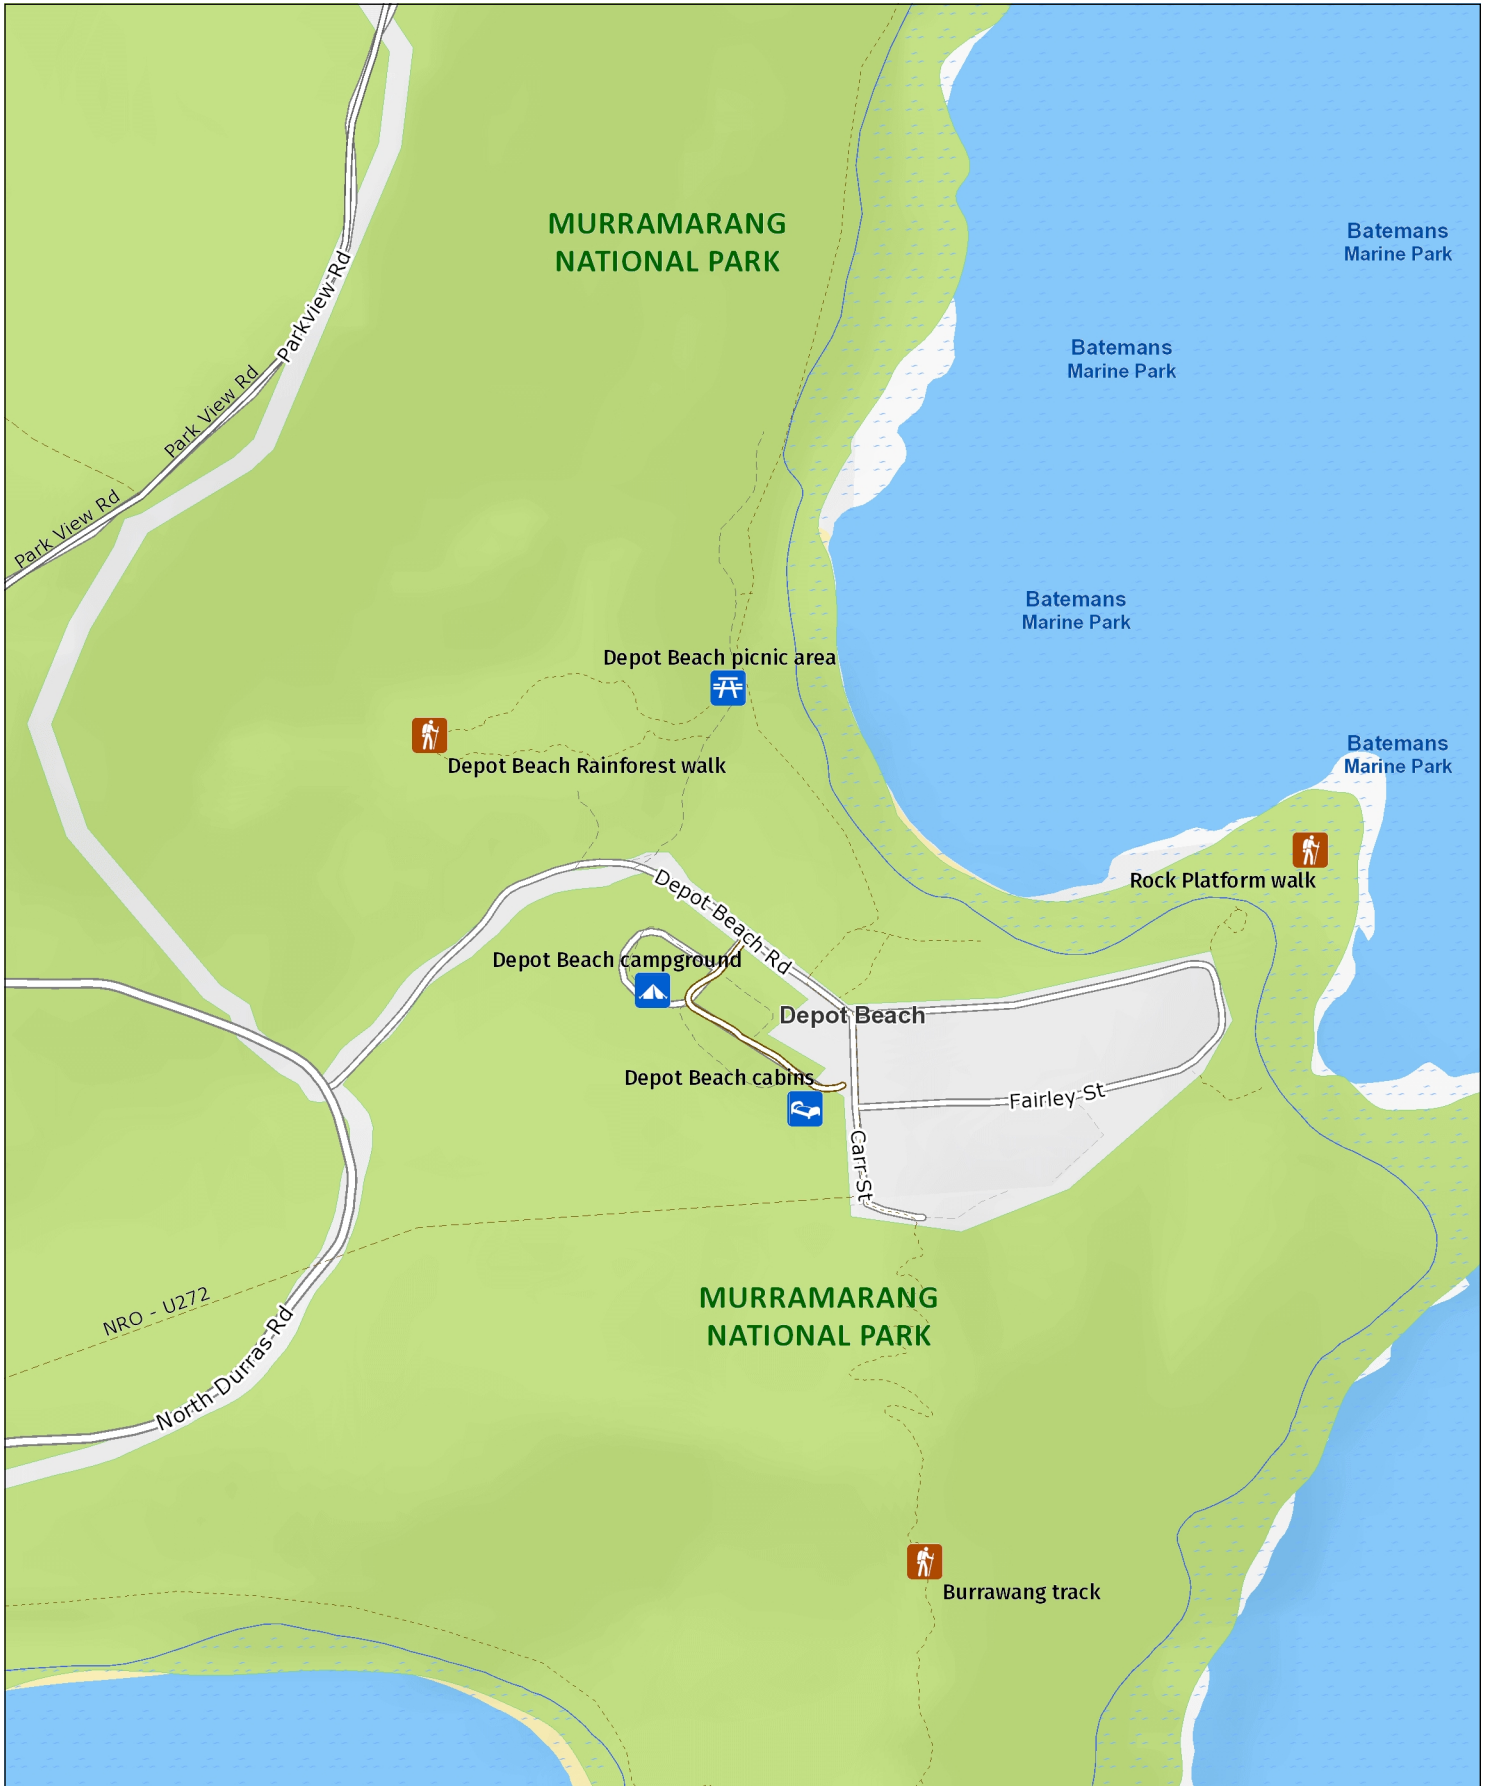 MURRAMARANG
NATIONAL PARK
Batemans
Marine Park
Parkview Rd
Batemans
Marine Park
Park View Rd
Park View Rd
Batemans
Marine Park
Depot Beach picnic area
Batemans
Marine Park
Depot Beach Rainforest walk
Rock Platform walk
Depot Beach Rd
Depot Beach campground
Depot Beach
Depot Beach cabins
Fairley St
Carr St
NRO - U272
MURRAMARANG
NATIONAL PARK
North Durras Rd
Burrawang track